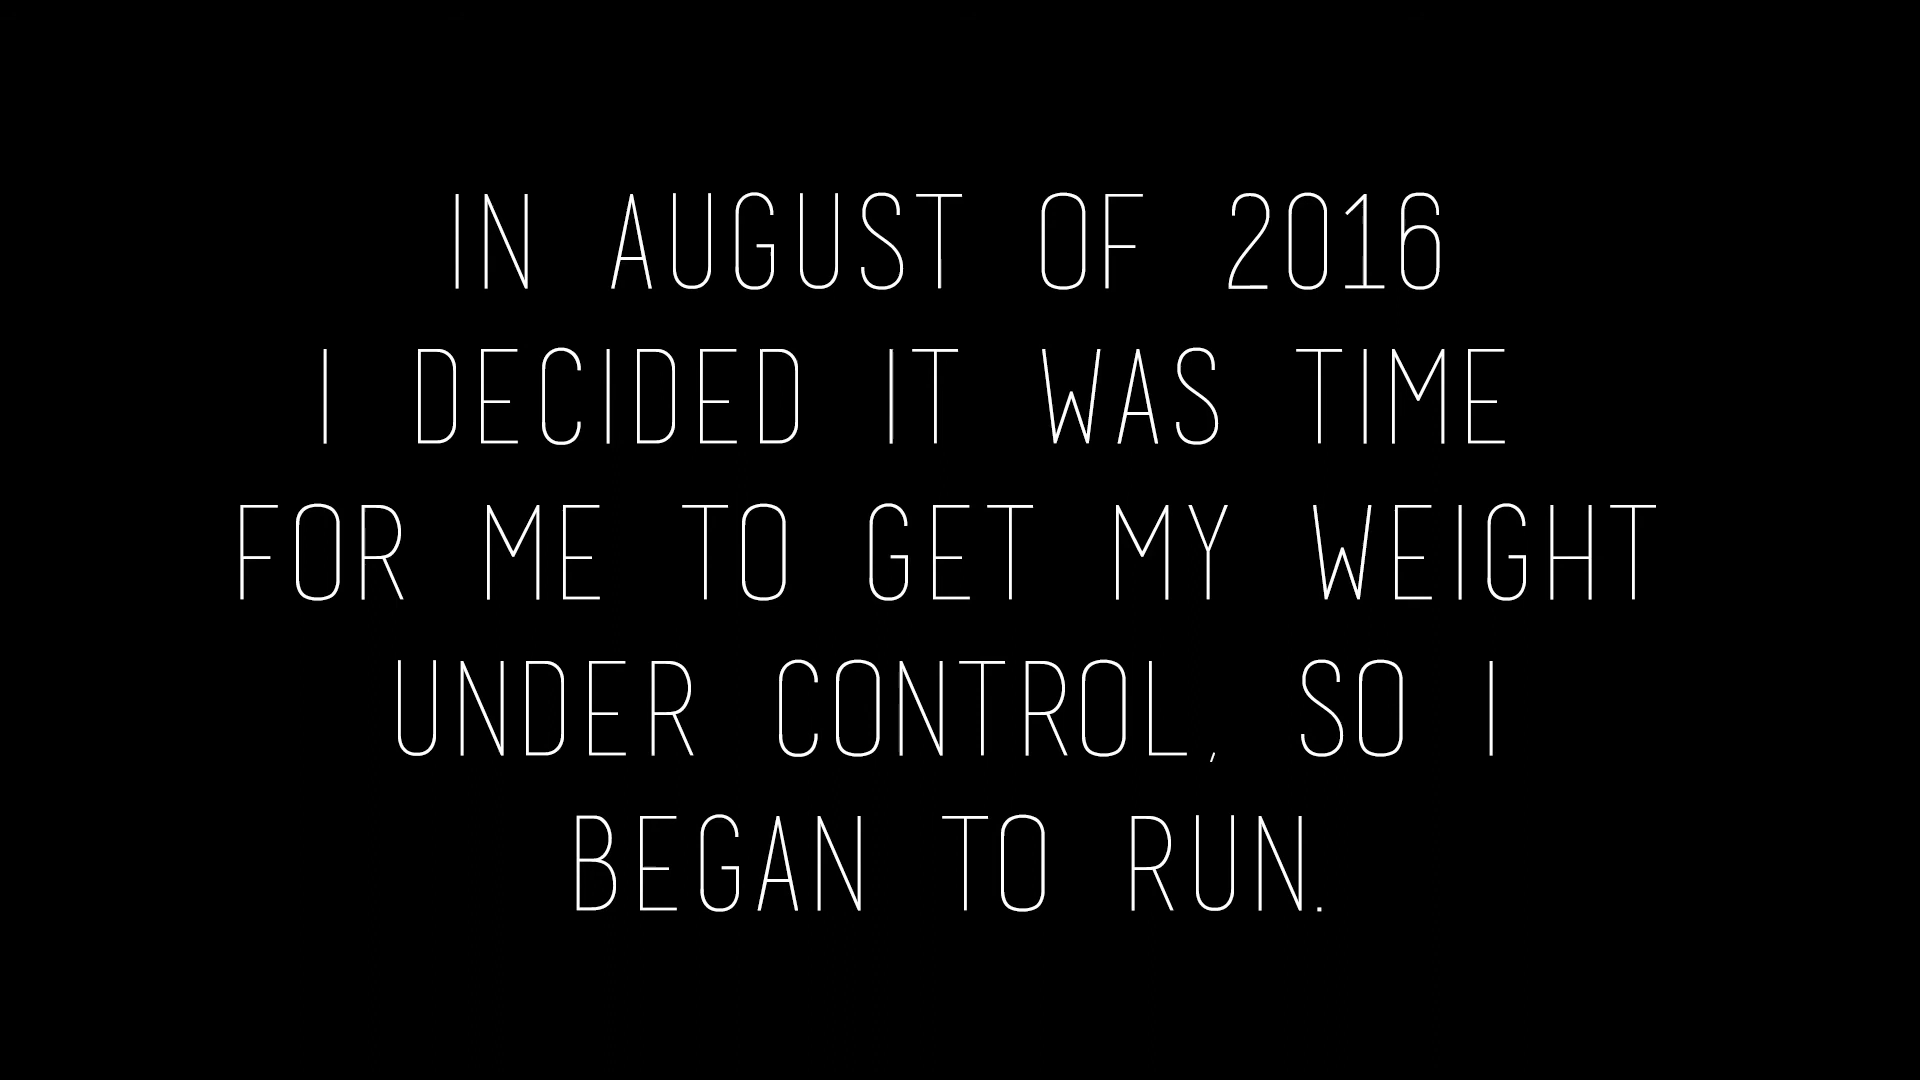 IN AUGUST OF 2016
I DECIDED IT WAS TIME
FOR ME TO GET MY WEIGHT
UNDER CONTROL, SO I
BEGAN TO RUN.